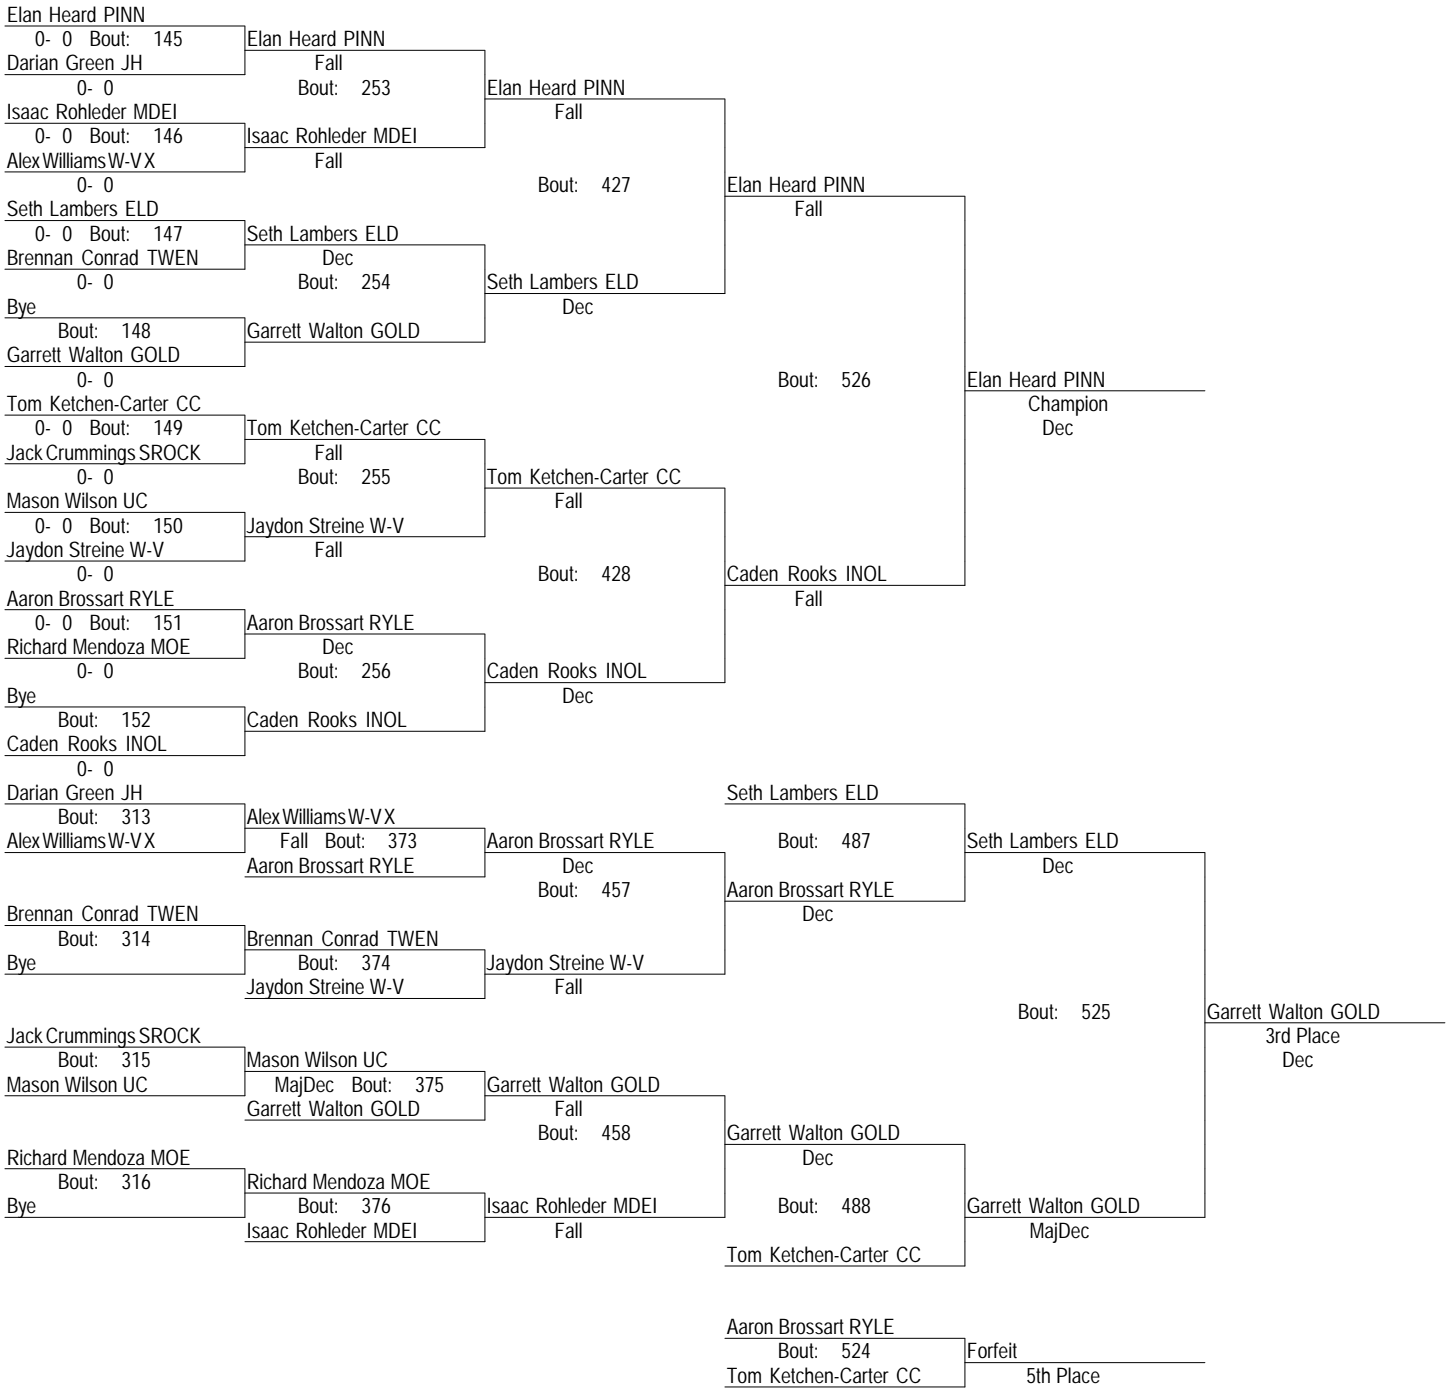 Elan Heard PINN
0- 0 Bout: 145 Elan Heard PINN
Darian Green JH Fall
0- 0 Bout: 253 Elan Heard PINN
Isaac Rohleder MDEI Fall
0- 0 Bout: 146 Isaac Rohleder MDEI
Alex Williams W-V X Fall
0- 0 Bout: 427 Elan Heard PINN
Seth Lambers ELD Fall
0- 0 Bout: 147 Seth Lambers ELD
Brennan Conrad TWEN Dec
0- 0 Bout: 254 Seth Lambers ELD
Bye Dec
Bout: 148 Garrett Walton GOLD
Garrett Walton GOLD
0- 0 Bout: 526 Elan Heard PINN
Tom Ketchen-Carter CC Champion
0- 0 Bout: 149 Tom Ketchen-Carter CC Dec
Jack Crummings SROCK Fall
0- 0 Bout: 255 Tom Ketchen-Carter CC
Mason Wilson UC Fall
0- 0 Bout: 150 Jaydon Streine W-V
Jaydon Streine W-V Fall
0- 0 Bout: 428 Caden Rooks INOL
Aaron Brossart RYLE Fall
0- 0 Bout: 151 Aaron Brossart RYLE
Richard Mendoza MOE Dec
0- 0 Bout: 256 Caden Rooks INOL
Bye Dec
Bout: 152 Caden Rooks INOL
Caden Rooks INOL
0- 0
Darian Green JH Seth Lambers ELD
Bout: 313 Alex Williams W-V X
Alex Williams W-V X Fall Bout: 373 Aaron Brossart RYLE Bout: 487 Seth Lambers ELD
Aaron Brossart RYLE Dec Dec
Bout: 457 Aaron Brossart RYLE
Brennan Conrad TWEN Dec
Bout: 314 Brennan Conrad TWEN
Bye Bout: 374 Jaydon Streine W-V
Jaydon Streine W-V Fall
Bout: 525 Garrett Walton GOLD
Jack Crummings SROCK 3rd Place
Bout: 315 Mason Wilson UC Dec
Mason Wilson UC MajDec Bout: 375 Garrett Walton GOLD
Garrett Walton GOLD Fall
Bout: 458 Garrett Walton GOLD
Richard Mendoza MOE Dec
Bout: 316 Richard Mendoza MOE
Bye Bout: 376 Isaac Rohleder MDEI Bout: 488 Garrett Walton GOLD
Isaac Rohleder MDEI Fall MajDec
Tom Ketchen-Carter CC
Aaron Brossart RYLE
Bout: 524 Forfeit
Tom Ketchen-Carter CC 5th Place